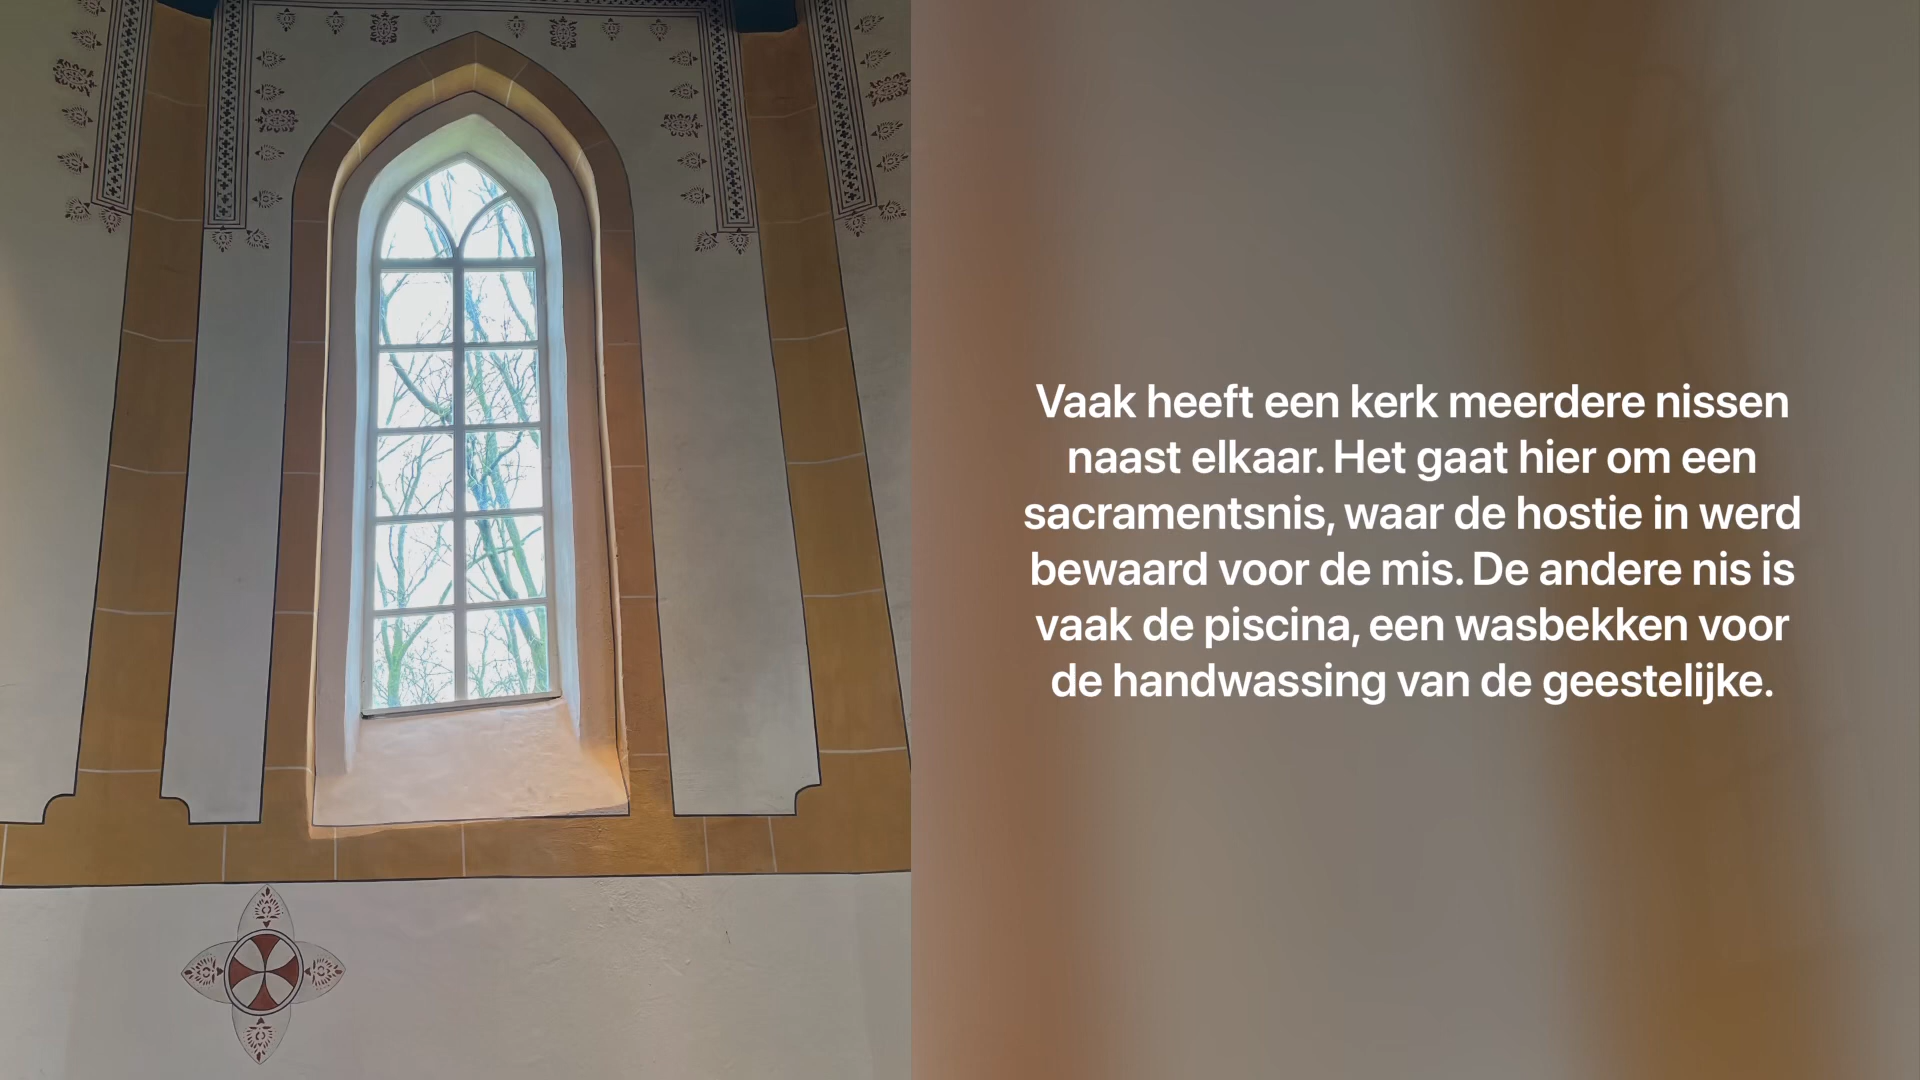 Vaak heeft een kerk meerdere nissen
naast elkaar. Het gaat hier om een
sacramentsnis, waar de hostie in werd
bewaard voor de mis. De andere nis is
vaak de piscina, een wasbekken voor
de handwassing van de geestelijke.